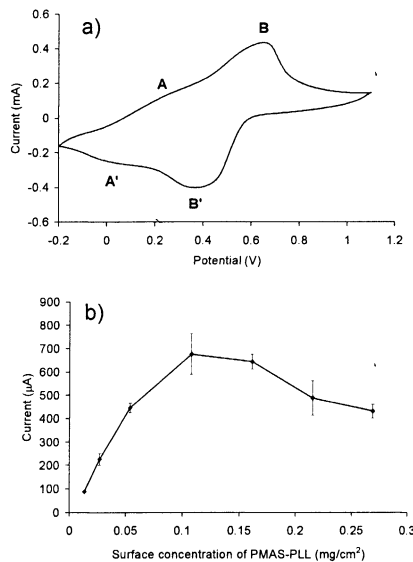 a)
B
A
A'
B'
0.6
0.4
0.2
0
-0.2
-0.4
-0.6
Current (mA)
-0.2 0 0.2 0.4 0.6 0.8 1 1.2
Potential (V)
b)
900
800
700
600
500
400
300
200
100
0
Current (µA)
0 0.05 0.1 0.15 0.2 0.25 0.3
Surface concentration of PMAS-PLL (mg/cm²)